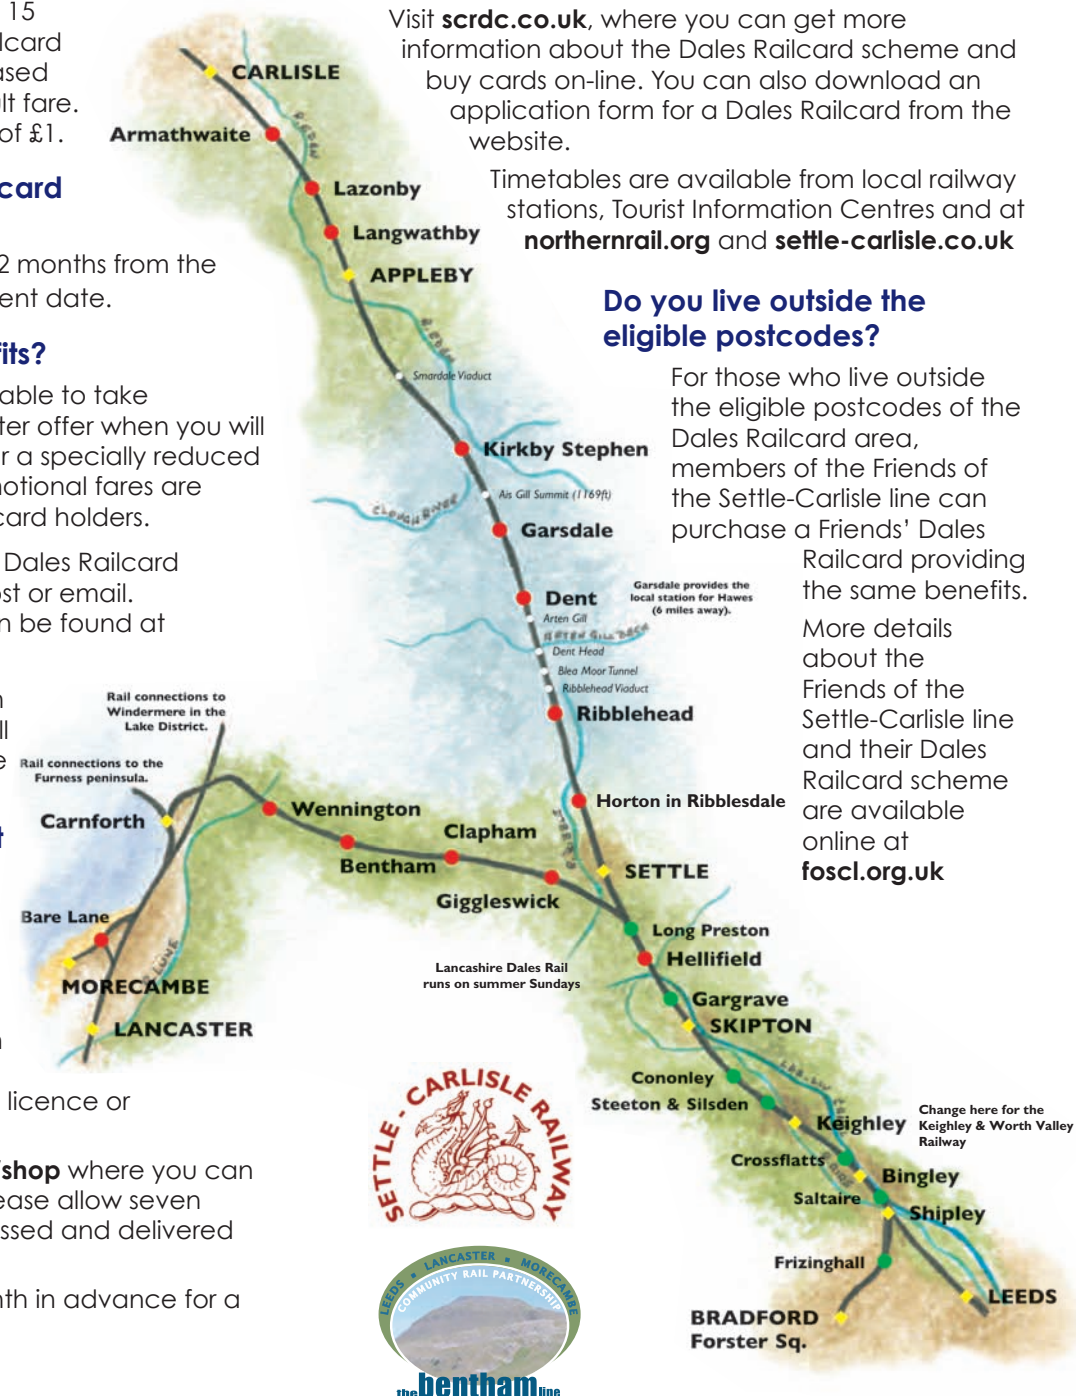 15
lcard
ased
lt fare.
of £1.
card
2 months from the
ent date.
fits?
able to take
ter offer when you will
r a specially reduced
notional fares are
card holders.
Dales Railcard
st or email.
n be found at
n
ll
e
t
n
licence or
/shop where you can
ease allow seven
ssed and delivered
nth in advance for a
Visit scrdc.co.uk, where you can get more
information about the Dales Railcard scheme and
buy cards on-line. You can also download an
application form for a Dales Railcard from the
website.
Timetables are available from local railway
stations, Tourist Information Centres and at
northernrail.org and settle-carlisle.co.uk
Do you live outside the
eligible postcodes?
For those who live outside
the eligible postcodes of the
Dales Railcard area,
members of the Friends of
the Settle-Carlisle line can
purchase a Friends’ Dales
Railcard providing
the same benefits.
More details
about the
Friends of the
Settle-Carlisle line
and their Dales
Railcard scheme
are available
online at
foscl.org.uk
CARLISLE
R. EDEN
Armathwaite
Lazonby
Langwathby
APPLEBY
R. EDEN
Smardale Viaduct
Kirkby Stephen
Ais Gill Summit (1169ft)
CLOUGH RIVER
Garsdale
Garsdale provides the
local station for Hawes
(6 miles away).
Dent
Arten Gill
ARTEN GILL BECK
Dent Head
Blea Moor Tunnel
Ribblehead Viaduct
Ribblehead
Horton in Ribblesdale
SETTLE
Rail connections to
Windermere in the
Lake District.
Rail connections to the
Furness peninsula.
Carnforth
Wennington
Bentham
Clapham
Giggleswick
Bare Lane
R LUNE
MORECAMBE
LANCASTER
Long Preston
Hellifield
Lancashire Dales Rail
runs on summer Sundays
Gargrave
SKIPTON
Cononley
Steeton & Silsden
Keighley
Change here for the
Keighley & Worth Valley
Railway
Crossflatts
Bingley
Saltaire
Shipley
Frizinghall
LEEDS
BRADFORD
Forster Sq.
SETTLE - CARLISLE RAILWAY
LEEDS LANCASTER MORECAMBE
COMMUNITY RAIL PARTNERSHIP
the bentham line